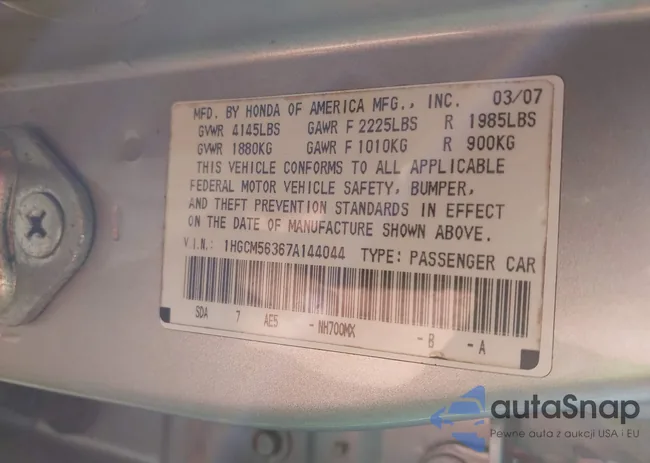 MFD. BY HONDA OF AMERICA MFG., INC. 03/07
GVWR 4145LBS GAWR F 2225LBS R 1985LBS
GVWR 1880KG GAWR F 1010KG R 900KG
THIS VEHICLE CONFORMS TO ALL APPLICABLE
FEDERAL MOTOR VEHICLE SAFETY, BUMPER,
AND THEFT PREVENTION STANDARDS IN EFFECT
ON THE DATE OF MANUFACTURE SHOWN ABOVE.
V.I.N.: 1HGCM56367A144044 TYPE: PASSENGER CAR
SDA 7 AE5 - NH700MX - B - A
autaSnap
Pewne auta z aukcji USA i EU